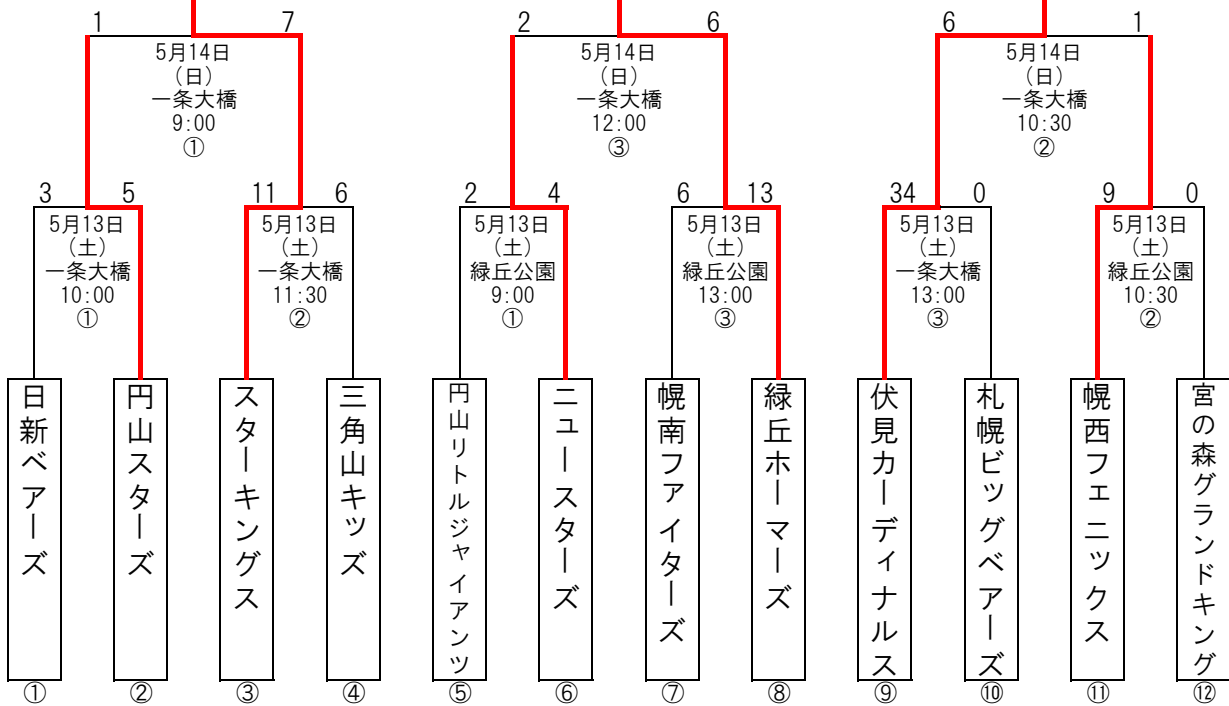 1 7 2 6 6 1
5月14日
（日）
一条大橋
9:00
①
5月14日
（日）
一条大橋
12:00
③
5月14日
（日）
一条大橋
10:30
②
3 5 11 6 2 4 6 13 34 0 9 0
5月13日
（土）
一条大橋
10:00
①
5月13日
（土）
一条大橋
11:30
②
5月13日
（土）
緑丘公園
9:00
①
5月13日
（土）
緑丘公園
13:00
③
5月13日
（土）
一条大橋
13:00
③
5月13日
（土）
緑丘公園
10:30
②
日新ベアーズ
円山スターズ
スターキングス
三角山キッズ
円山リトルジャイアンツ
ニュースターズ
幌南ファイターズ
緑丘ホーマーズ
伏見カーディナルス
札幌ビッグベアーズ
幌西フェニックス
宮の森グランドキング
① ② ③ ④ ⑤ ⑥ ⑦ ⑧ ⑨ ⑩ ⑪ ⑫